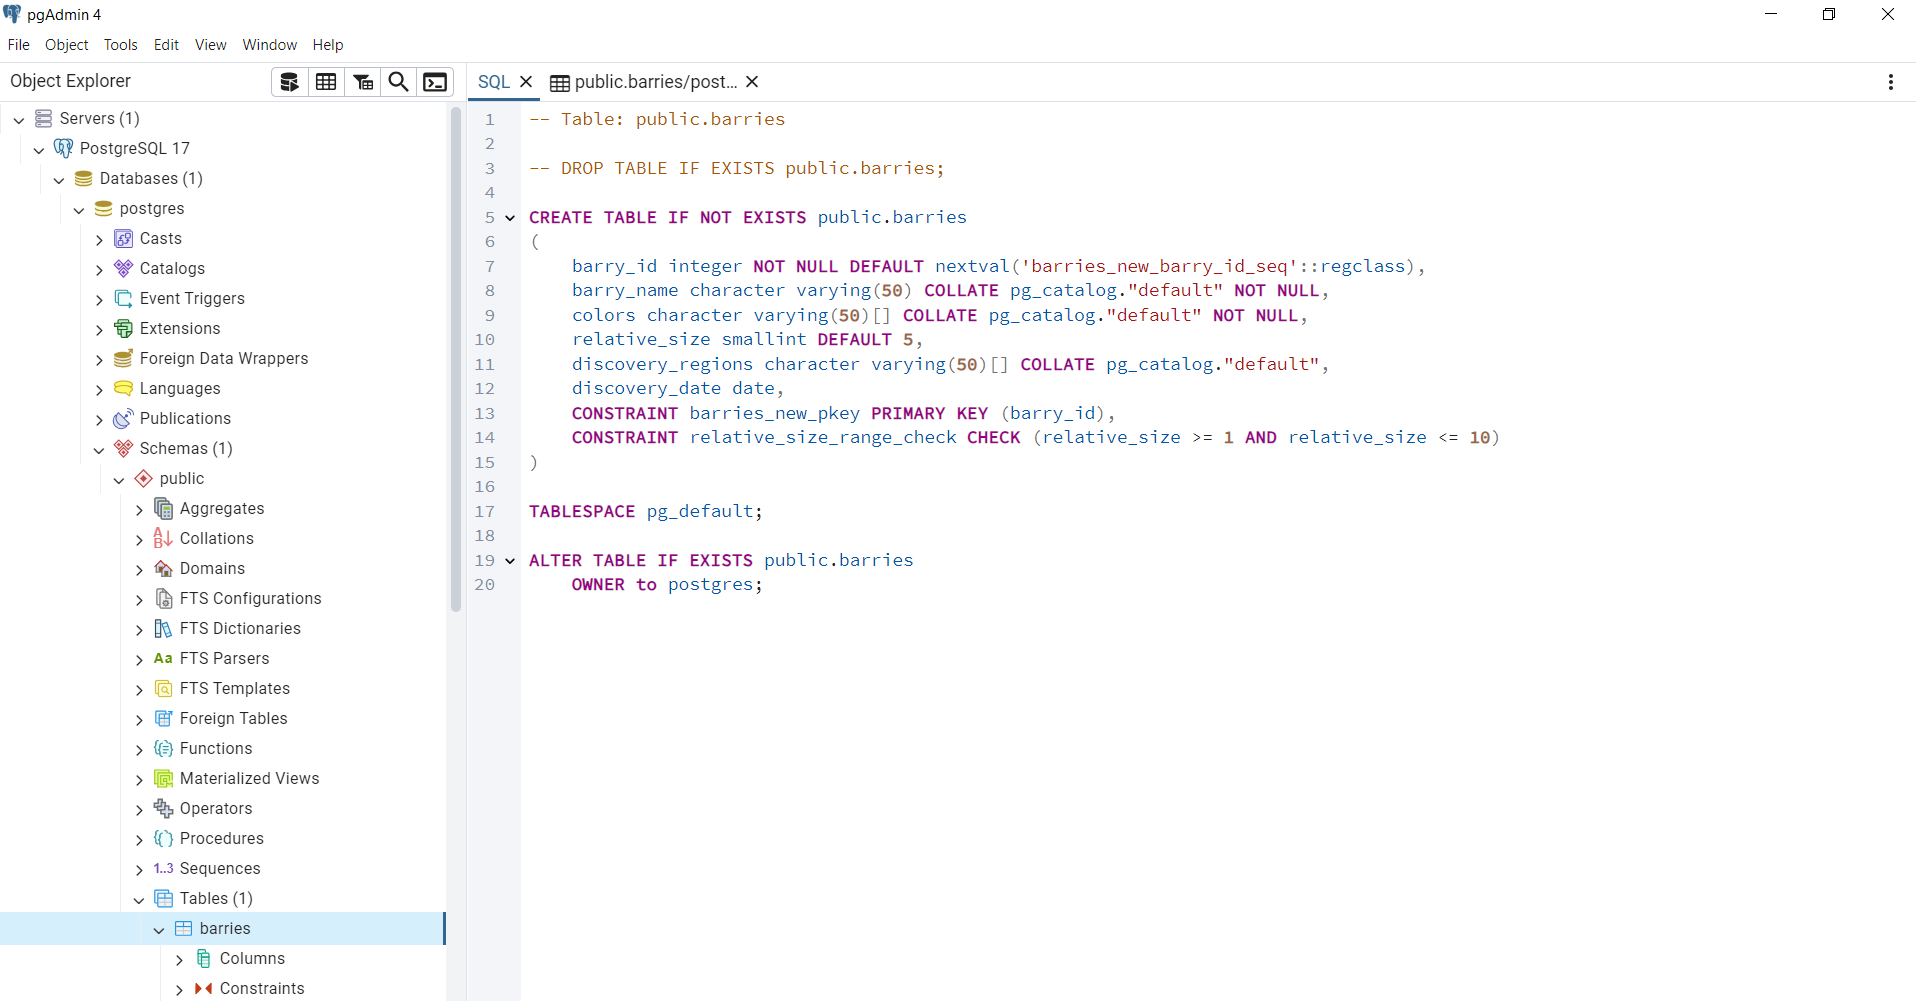 pgAdmin 4
File Object Tools Edit View Window Help
Object Explorer
SQL
public.barries/post...
Servers (1)
PostgreSQL 17
Databases (1)
postgres
Casts
Catalogs
Event Triggers
Extensions
Foreign Data Wrappers
Languages
Publications
Schemas (1)
public
Aggregates
Collations
Domains
FTS Configurations
FTS Dictionaries
Aa FTS Parsers
FTS Templates
Foreign Tables
Functions
Materialized Views
Operators
Procedures
1..3 Sequences
Tables (1)
barries
Columns
Constraints
1 -- Table: public.barries
2
3 -- DROP TABLE IF EXISTS public.barries;
4
5 CREATE TABLE IF NOT EXISTS public.barries
6 (
7 barry_id integer NOT NULL DEFAULT nextval('barries_new_barry_id_seq'::regclass),
8 barry_name character varying(50) COLLATE pg_catalog."default" NOT NULL,
9 colors character varying(50)[] COLLATE pg_catalog."default" NOT NULL,
10 relative_size smallint DEFAULT 5,
11 discovery_regions character varying(50)[] COLLATE pg_catalog."default",
12 discovery_date date,
13 CONSTRAINT barries_new_pkey PRIMARY KEY (barry_id),
14 CONSTRAINT relative_size_range_check CHECK (relative_size >= 1 AND relative_size <= 10)
15 )
16
17 TABLESPACE pg_default;
18
19 ALTER TABLE IF EXISTS public.barries
20 OWNER to postgres;